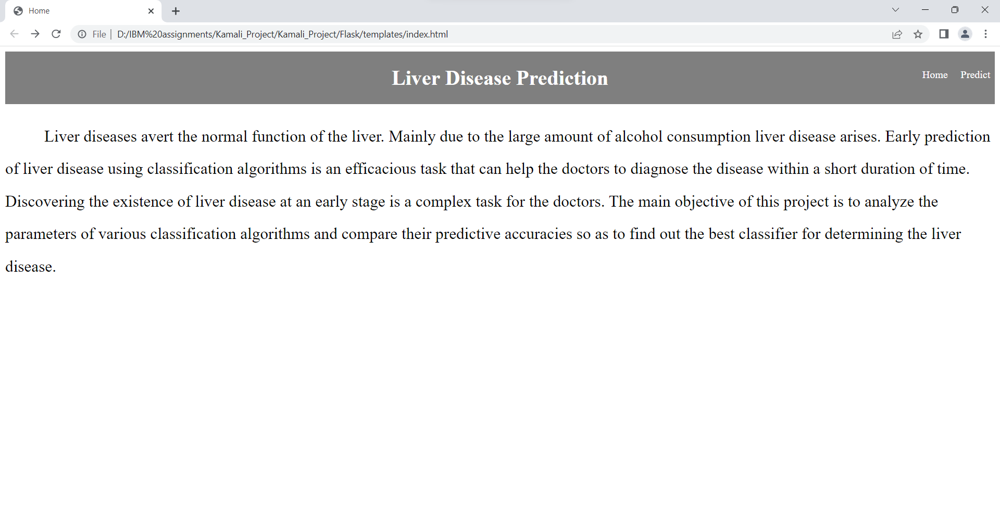 Home
File D:/IBM%20assignments/Kamali_Project/Kamali_Project/Flask/templates/index.html
Liver Disease Prediction
Home Predict
Liver diseases avert the normal function of the liver. Mainly due to the large amount of alcohol consumption liver disease arises. Early prediction
of liver disease using classification algorithms is an efficacious task that can help the doctors to diagnose the disease within a short duration of time.
Discovering the existence of liver disease at an early stage is a complex task for the doctors. The main objective of this project is to analyze the
parameters of various classification algorithms and compare their predictive accuracies so as to find out the best classifier for determining the liver
disease.